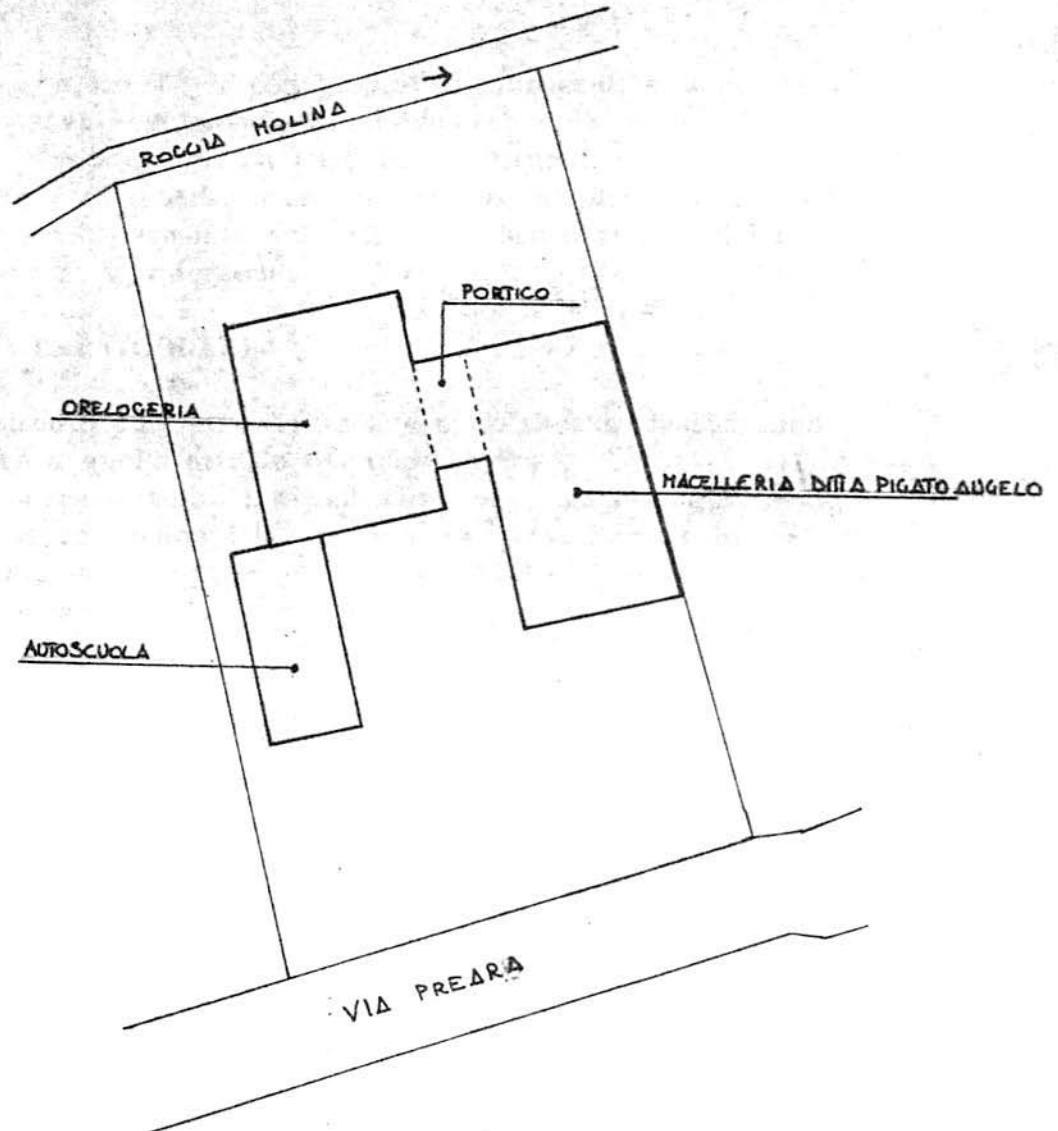 ROGGIA MOLINA
PORTICO
ORELOGERIA
MACELLERIA DITTA PIGATO ANGELO
AUTOSCUOLA
VIA PREARA